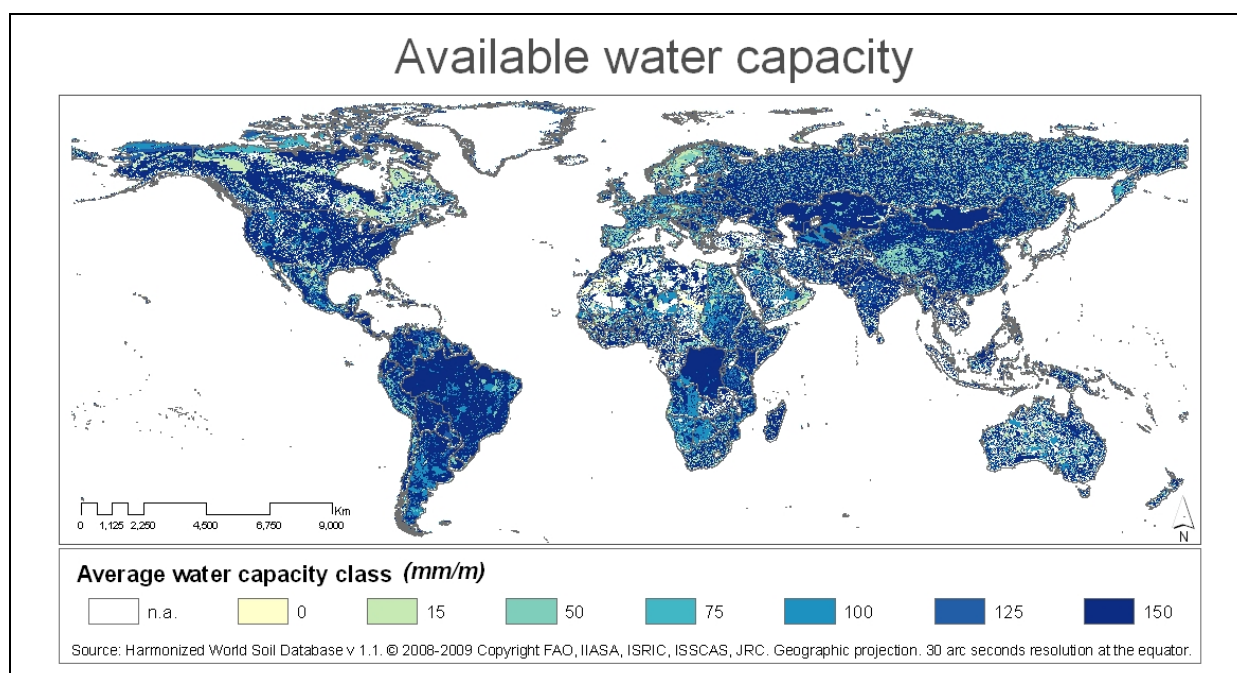 Available water capacity
Km
0 1,125 2,250 4,500 6,750 9,000
N
Average water capacity class (mm/m)
n.a. 0 15 50 75 100 125 150
Source: Harmonized World Soil Database v 1.1. © 2008-2009 Copyright FAO, IIASA, ISRIC, ISSCAS, JRC. Geographic projection. 30 arc seconds resolution at the equator.